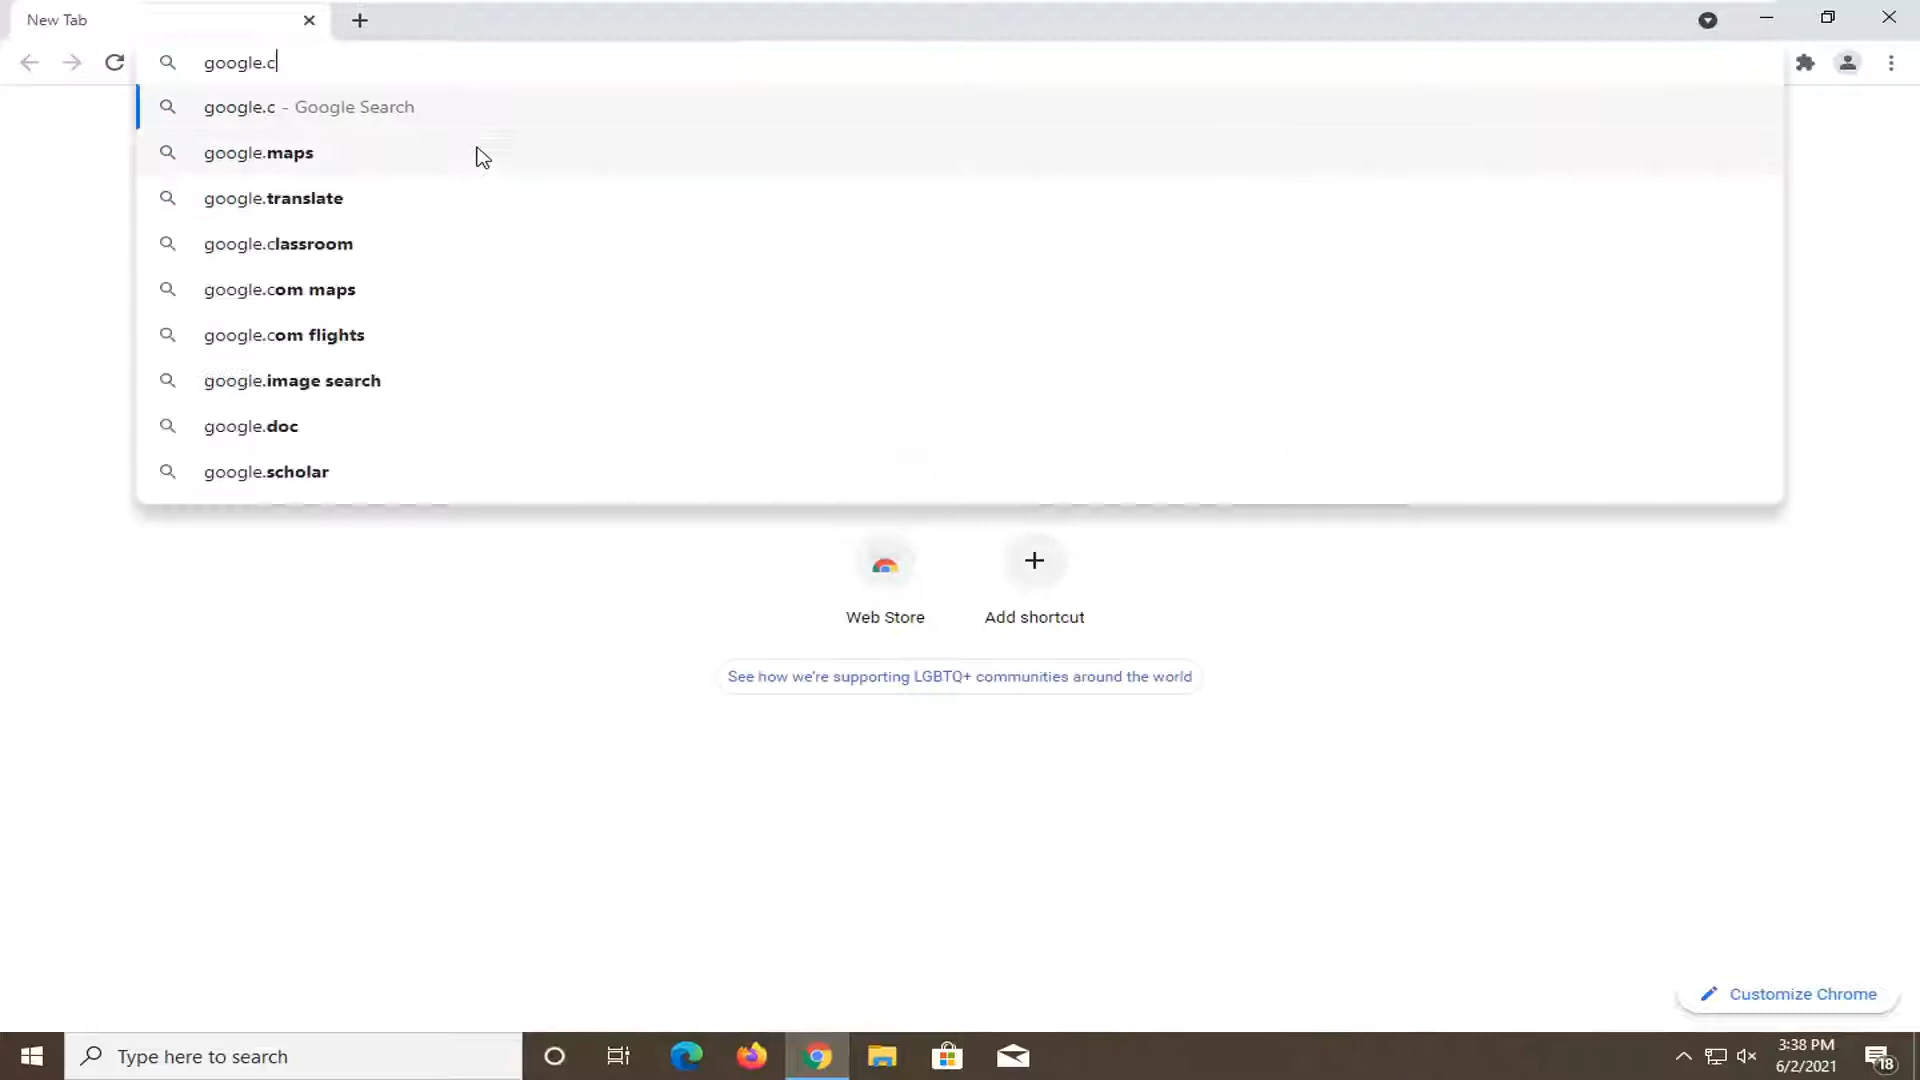 New Tab
google.c
google.c - Google Search
google.maps
google.translate
google.classroom
google.com maps
google.com flights
google.image search
google.doc
google.scholar
Web Store
Add shortcut
See how we're supporting LGBTQ+ communities around the world
Customize Chrome
Type here to search
3:38 PM
6/2/2021
18